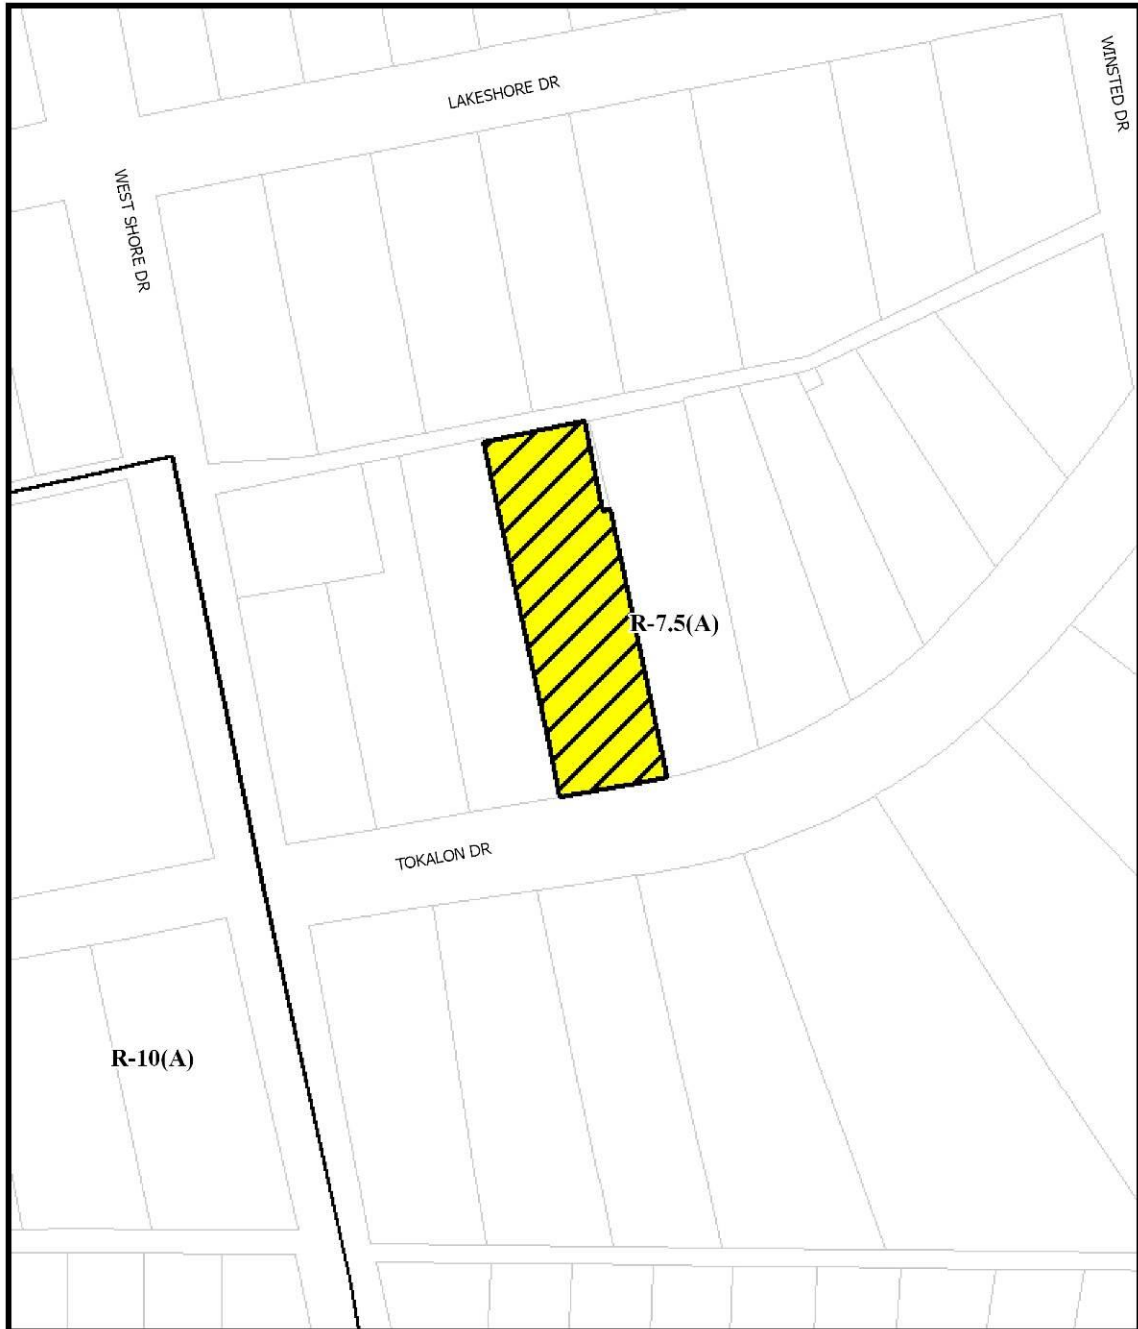 LAKESHORE DR
WINSTED DR
WEST SHORE DR
R-7.5(A)
TOKALON DR
R-10(A)